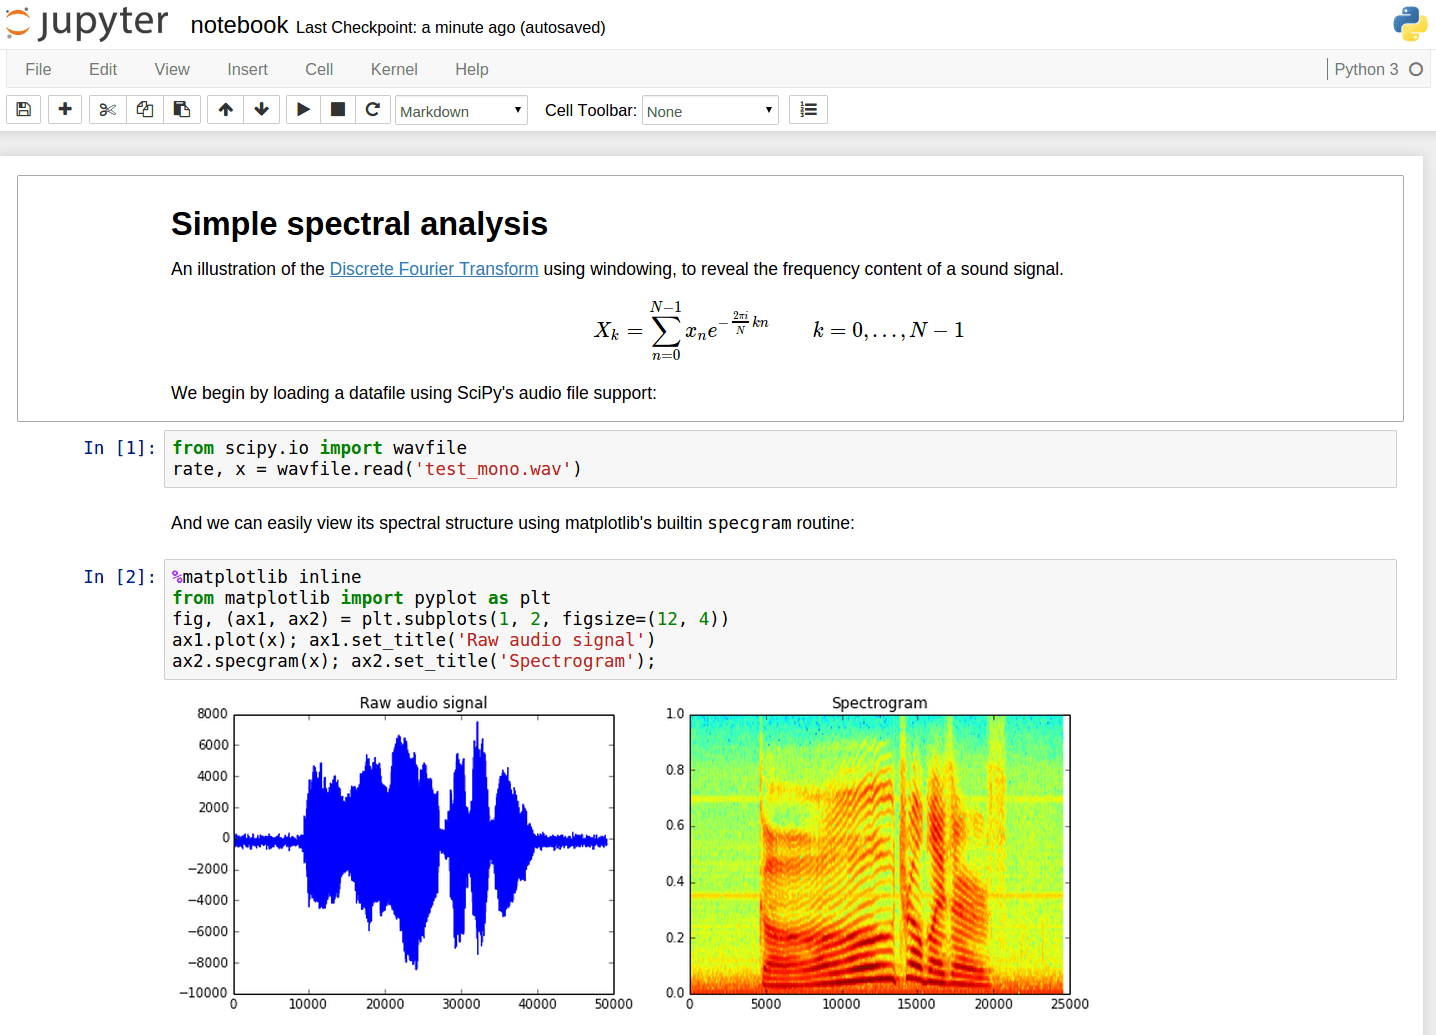 jupyter notebook Last Checkpoint: a minute ago (autosaved)
File Edit View Insert Cell Kernel Help Python 3
Markdown Cell Toolbar: None
Simple spectral analysis
An illustration of the Discrete Fourier Transform using windowing, to reveal the frequency content of a sound signal.
X_k = \sum_{n=0}^{N-1} x_n e^{-\frac{2\pi i}{N} kn} k = 0, . . . , N − 1
We begin by loading a datafile using SciPy's audio file support:
In [1]: from scipy.io import wavfile
rate, x = wavfile.read('test_mono.wav')
And we can easily view its spectral structure using matplotlib's builtin specgram routine:
In [2]: %matplotlib inline
from matplotlib import pyplot as plt
fig, (ax1, ax2) = plt.subplots(1, 2, figsize=(12, 4))
ax1.plot(x); ax1.set_title('Raw audio signal')
ax2.specgram(x); ax2.set_title('Spectrogram');
Raw audio signal
8000
6000
4000
2000
0
−2000
−4000
−6000
−8000
−10000
0 10000 20000 30000 40000 50000
Spectrogram
1.0
0.8
0.6
0.4
0.2
0.0
0 5000 10000 15000 20000 25000